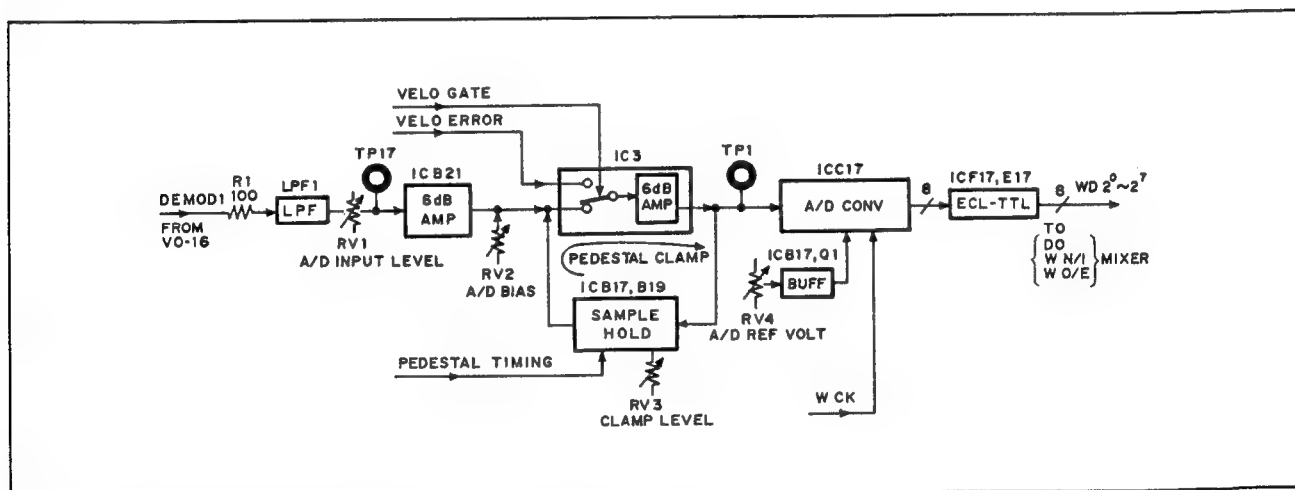 VELO GATE
VELO ERROR
TP17
IC3
TP1
ICC17
R1
100
LPF1
ICB21
ICF17, E17
8
8
WD 2⁰~2⁷
DEMOD1
LPF
6dB
AMP
6dB
AMP
A/D CONV
ECL-TTL
FROM
VO-16
RV1
A/D INPUT LEVEL
RV2
A/D BIAS
PEDESTAL CLAMP
ICB17, Q1
BUFF
TO
DO
W N/I
W O/E
MIXER
ICB17, B19
SAMPLE
HOLD
RV4
A/D REF VOLT
PEDESTAL TIMING
RV3
CLAMP LEVEL
W CK